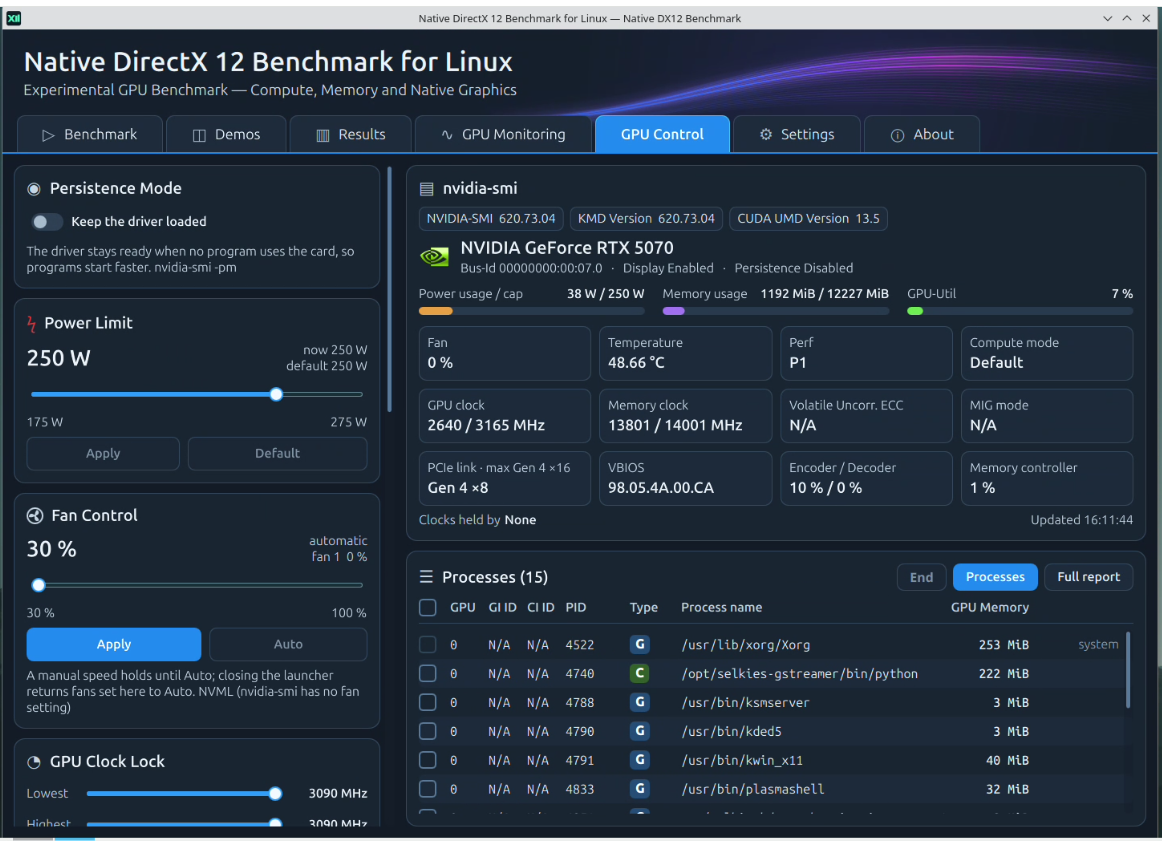 Native DirectX 12 Benchmark for Linux — Native DX12 Benchmark
Native DirectX 12 Benchmark for Linux
Experimental GPU Benchmark — Compute, Memory and Native Graphics
Benchmark Demos Results GPU Monitoring GPU Control Settings About
Persistence Mode
Keep the driver loaded
The driver stays ready when no program uses the card, so
programs start faster. nvidia-smi -pm
Power Limit
250 W
now 250 W
default 250 W
175 W 275 W
Apply Default
Fan Control
30 %
automatic
fan 1 0 %
30 % 100 %
Apply Auto
A manual speed holds until Auto; closing the launcher
returns fans set here to Auto. NVML (nvidia-smi has no fan
setting)
GPU Clock Lock
Lowest 3090 MHz
Highest 3090 MHz
nvidia-smi
NVIDIA-SMI 620.73.04 KMD Version 620.73.04 CUDA UMD Version 13.5
NVIDIA GeForce RTX 5070
Bus-Id 00000000:00:07.0 · Display Enabled · Persistence Disabled
Power usage / cap 38 W / 250 W Memory usage 1192 MiB / 12227 MiB GPU-Util 7 %
Fan Temperature Perf Compute mode
0 % 48.66 °C P1 Default
GPU clock Memory clock Volatile Uncorr. ECC MIG mode
2640 / 3165 MHz 13801 / 14001 MHz N/A N/A
PCIe link · max Gen 4 ×16 VBIOS Encoder / Decoder Memory controller
Gen 4 ×8 98.05.4A.00.CA 10 % / 0 % 1 %
Clocks held by None Updated 16:11:44
Processes (15) End Processes Full report
GPU GI ID CI ID PID Type Process name GPU Memory
0 N/A N/A 4522 G /usr/lib/xorg/Xorg 253 MiB system
0 N/A N/A 4740 C /opt/selkies-gstreamer/bin/python 222 MiB
0 N/A N/A 4788 G /usr/bin/ksmserver 3 MiB
0 N/A N/A 4790 G /usr/bin/kded5 3 MiB
0 N/A N/A 4791 G /usr/bin/kwin_x11 40 MiB
0 N/A N/A 4833 G /usr/bin/plasmashell 32 MiB